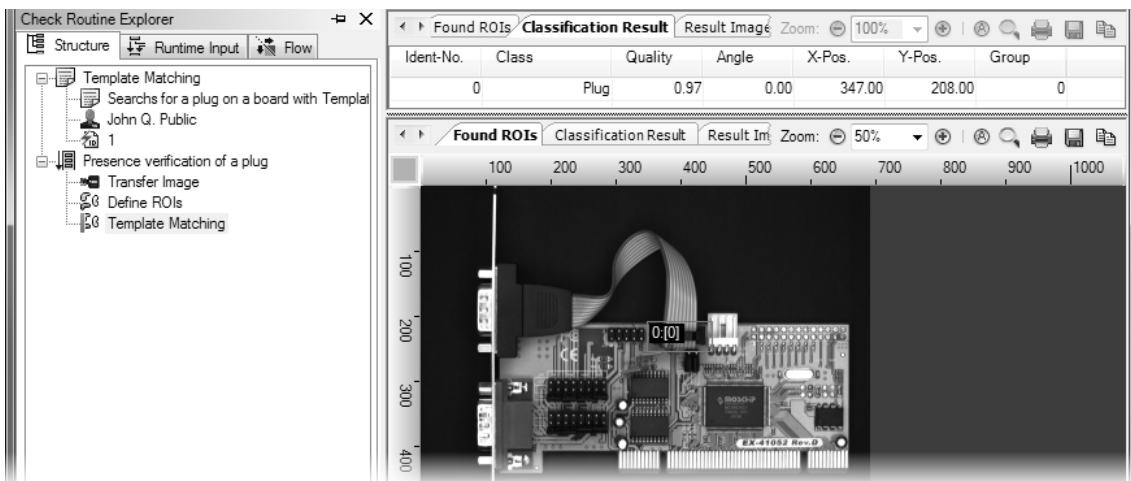 Check Routine Explorer
Structure Runtime Input Flow
Template Matching
Searchs for a plug on a board with Templat
John Q. Public
1
Presence verification of a plug
Transfer Image
Define ROIs
Template Matching
Found ROIs Classification Result Result Image Zoom: 100%
Ident-No. Class Quality Angle X-Pos. Y-Pos. Group
0 Plug 0.97 0.00 347.00 208.00 0
Found ROIs Classification Result Result Im Zoom: 50%
100 200 300 400 500 600 700 800 900 1000
100
200
300
400
0:[0]
CE
MOSCHIP
EX-41052 Rev.D